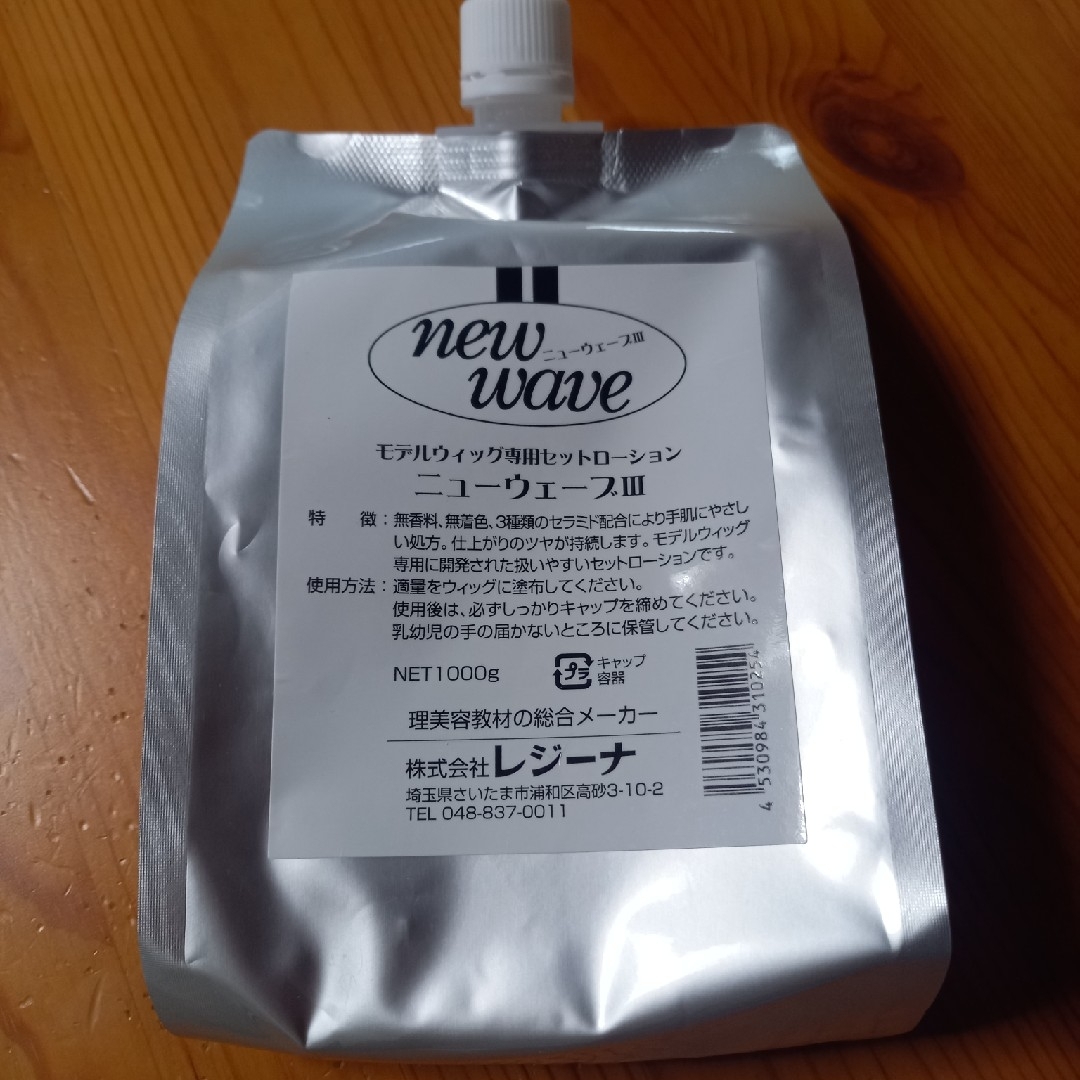 new
ニューウェーブⅢ
wave
モデルウィッグ専用セットローション
ニューウェーブⅢ
特　徴：無香料、無着色、3種類のセラミド配合により手肌にやさし
い処方。仕上がりのツヤが持続します。モデルウィッグ
専用に開発された扱いやすいセットローションです。
使用方法：適量をウィッグに塗布してください。
使用後は、必ずしっかりキャップを締めてください。
乳幼児の手の届かないところに保管してください。
NET1000g
プラ
キャップ
容器
理美容教材の総合メーカー
株式会社レジーナ
埼玉県さいたま市浦和区高砂3-10-2
TEL 048-837-0011
4 530984 310254